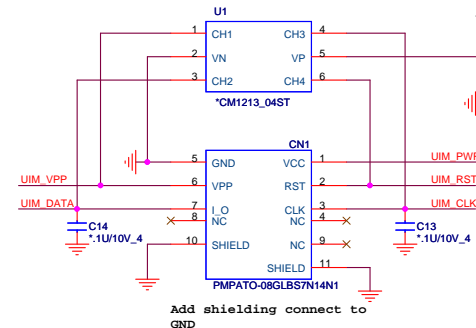 U1
1 CH1 CH3 4
2 VN VP 5
3 CH2 CH4 6
*CM1213_04ST
CN1
5 GND VCC 1 UIM_PWR
UIM_VPP 6 VPP RST 2 UIM_RST
UIM_DATA 7 I_O CLK 3 UIM_CLK
8 NC NC 4
C14 C13
*.1U/10V_4 10 SHIELD NC 9 *.1U/10V_4
SHIELD 11
PMPATO-08GLBS7N14N1
Add shielding connect to
GND